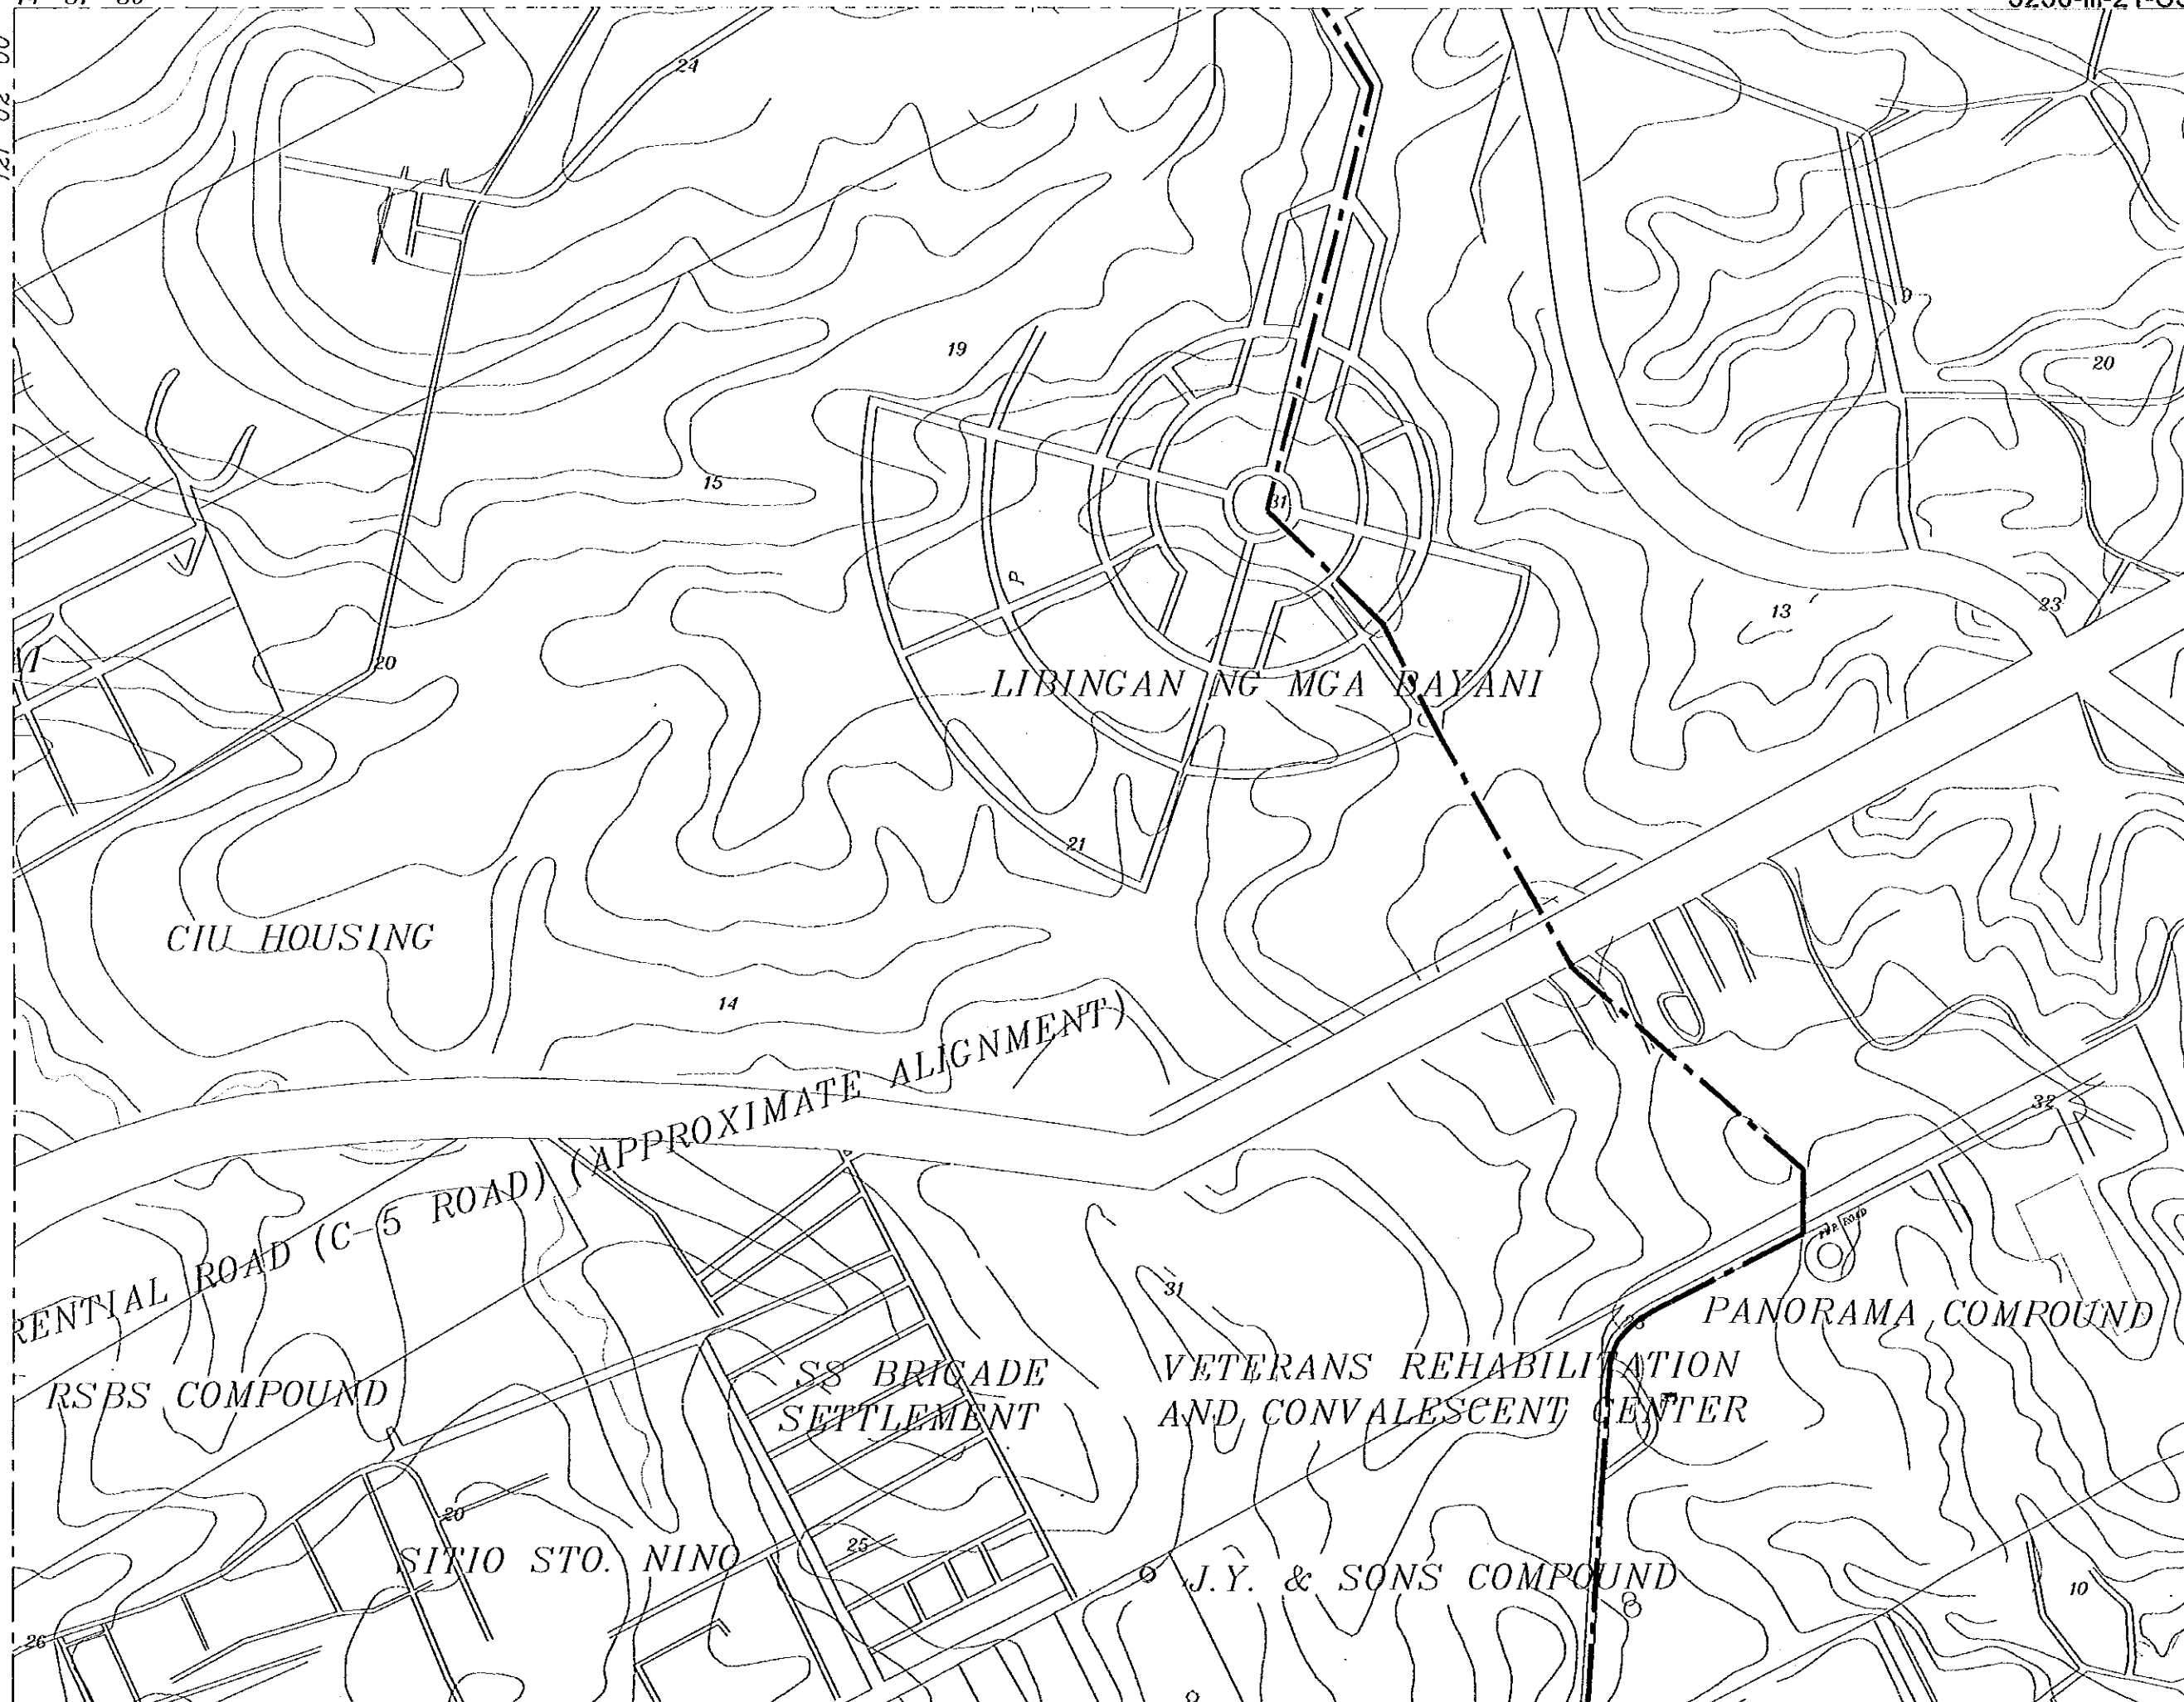 24
19
20
15
31
13
23
20
LIBINGAN NG MGA BAYANI
21
CIU HOUSING
14
RENTIAL ROAD (C-5 ROAD) (APPROXIMATE ALIGNMENT)
32
31
PANORAMA COMPOUND
RSBS COMPOUND
SS BRIGADE
SETTLEMENT
VETERANS REHABILITATION
AND CONVALESCENT CENTER
20
SITIO STO. NINO
25
J.Y. & SONS COMPOUND
10
26